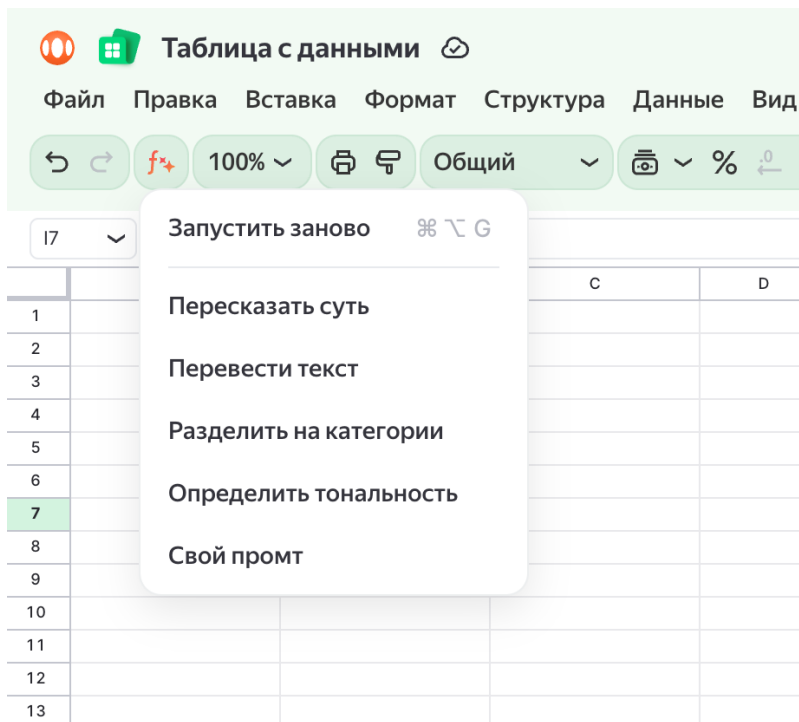 Таблица с данными
Файл Правка Вставка Формат Структура Данные Вид
100% Общий % .0
I7
Запустить заново ⌘ ⌥ G
Пересказать суть
Перевести текст
Разделить на категории
Определить тональность
Свой промт
C D
1
2
3
4
5
6
7
8
9
10
11
12
13